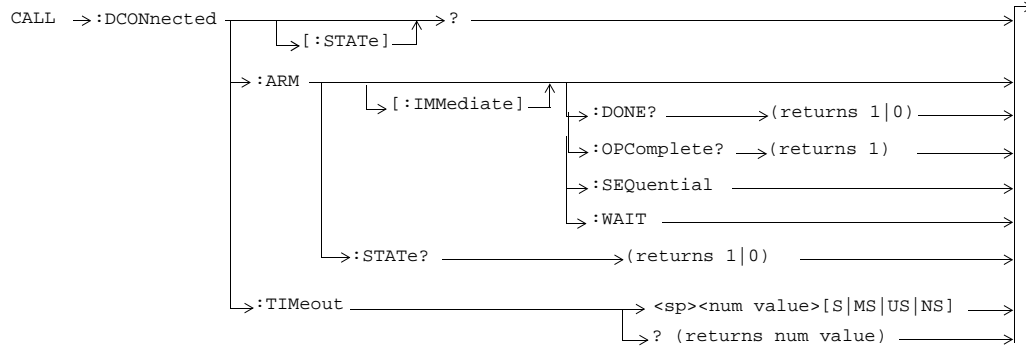 CALL :DCONnected ?
[:STATe]
:ARM
[:IMMediate]
:DONE? (returns 1|0)
:OPComplete? (returns 1)
:SEQuential
:WAIT
:STATe? (returns 1|0)
:TIMeout <sp><num value>[S|MS|US|NS]
? (returns num value)